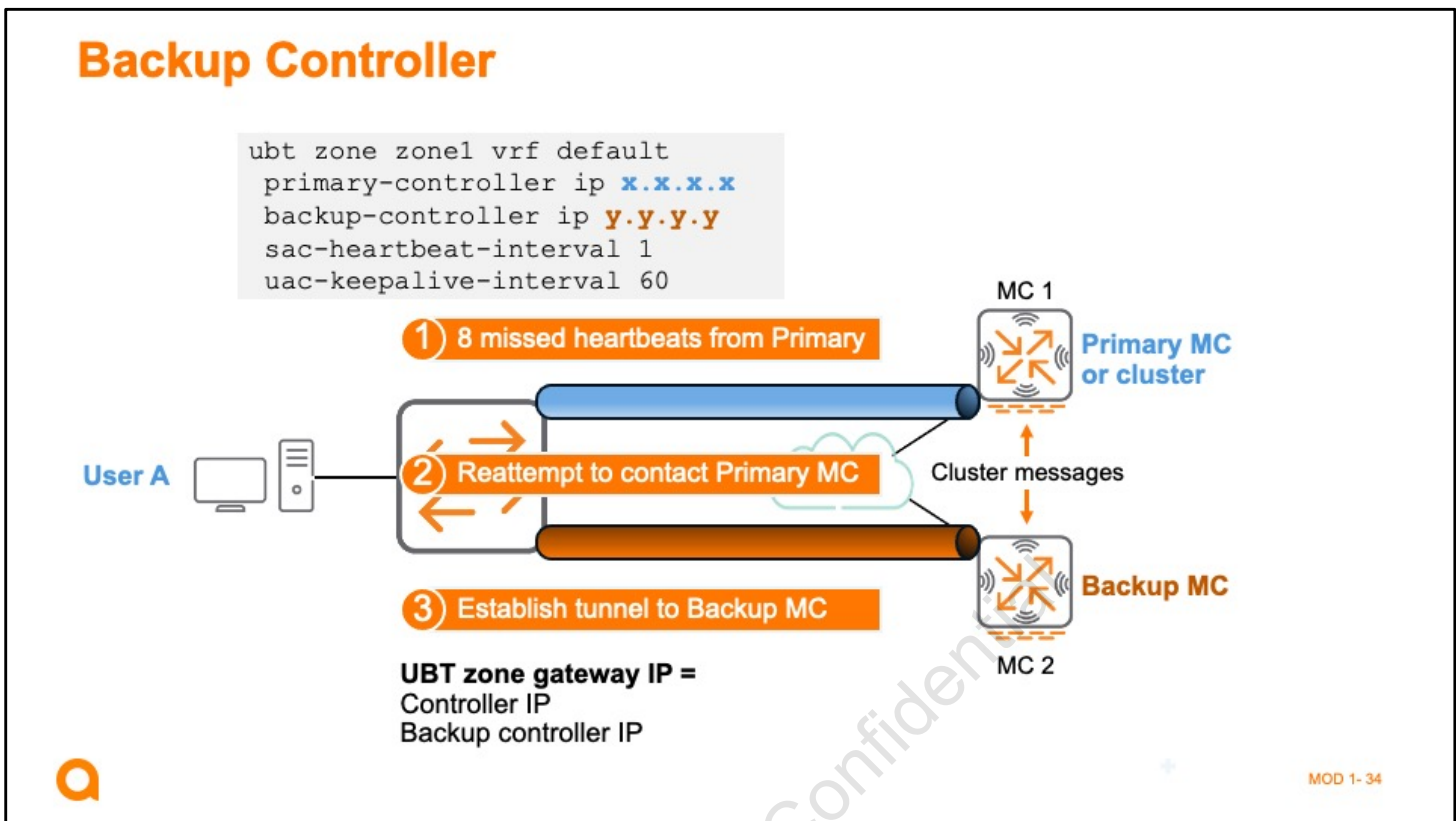 Backup Controller
ubt zone zone1 vrf default
primary-controller ip x.x.x.x
backup-controller ip y.y.y.y
sac-heartbeat-interval 1
uac-keepalive-interval 60
MC 1
1 8 missed heartbeats from Primary
Primary MC
or cluster
User A
2 Reattempt to contact Primary MC
Cluster messages
Backup MC
3 Establish tunnel to Backup MC
MC 2
UBT zone gateway IP =
Controller IP
Backup controller IP
Confidential
MOD 1- 34